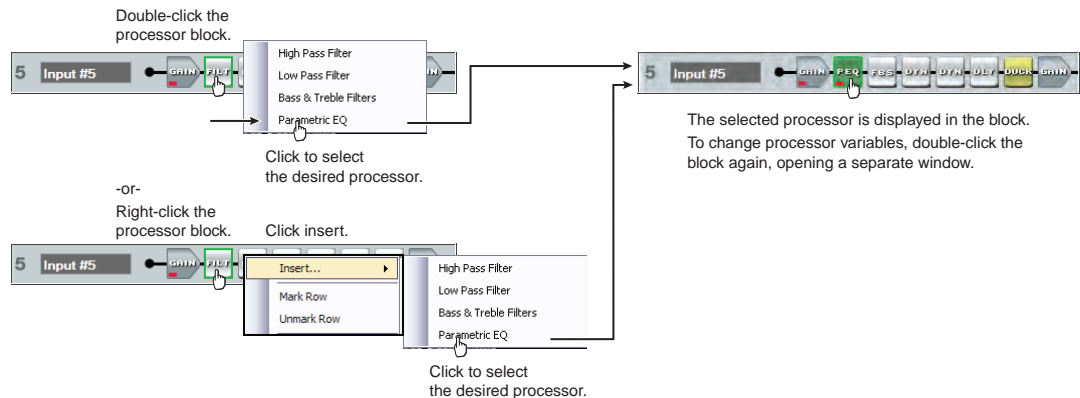 Double-click the
processor block.
5 Input #5 GAIN FILT IN
High Pass Filter
Low Pass Filter
Bass & Treble Filters
Parametric EQ
Click to select
the desired processor.
5 Input #5 GAIN PEQ FBS DYN DYN DLY DUCK GAIN
The selected processor is displayed in the block.
To change processor variables, double-click the
block again, opening a separate window.
-or-
Right-click the
processor block.
Click insert.
5 Input #5 GAIN FILT
Insert...
Mark Row
Unmark Row
High Pass Filter
Low Pass Filter
Bass & Treble Filters
Parametric EQ
Click to select
the desired processor.